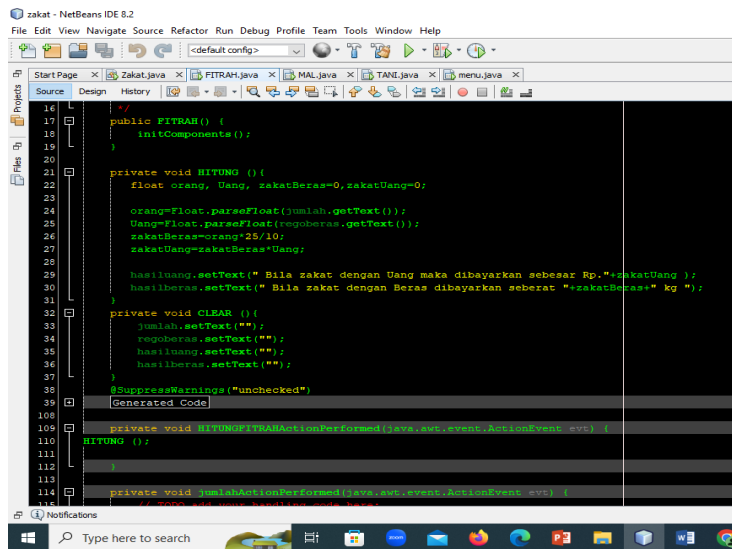 zakat - NetBeans IDE 8.2
File Edit View Navigate Source Refactor Run Debug Profile Team Tools Window Help
<default config>
Start Page Zakat.java FITRAH.java MAL.java TANI.java menu.java
Source Design History
Projects
Files
16 */
17 public FITRAH() {
18 initComponents();
19 }
20
21 private void HITUNG (){
22 float orang, Uang, zakatBeras=0,zakatUang=0;
23
24 orang=Float.parseFloat(jumlah.getText());
25 Uang=Float.parseFloat(regoberas.getText());
26 zakatBeras=orang*25/10;
27 zakatUang=zakatBeras*Uang;
28
29 hasiluang.setText(" Bila zakat dengan Uang maka dibayarkan sebesar Rp."+zakatUang );
30 hasilberas.setText(" Bila zakat dengan Beras dibayarkan seberat "+zakatBeras+" kg ");
31 }
32 private void CLEAR (){
33 jumlah.setText("");
34 regoberas.setText("");
35 hasiluang.setText("");
36 hasilberas.setText("");
37 }
38 @SuppressWarnings("unchecked")
39 Generated Code
108
109 private void HITUNGFITRAHActionPerformed(java.awt.event.ActionEvent evt) {
110 HITUNG ();
111
112 }
113
114 private void jumlahActionPerformed(java.awt.event.ActionEvent evt) {
115 // TODO add your handling code here:
Notifications
Type here to search
zoom